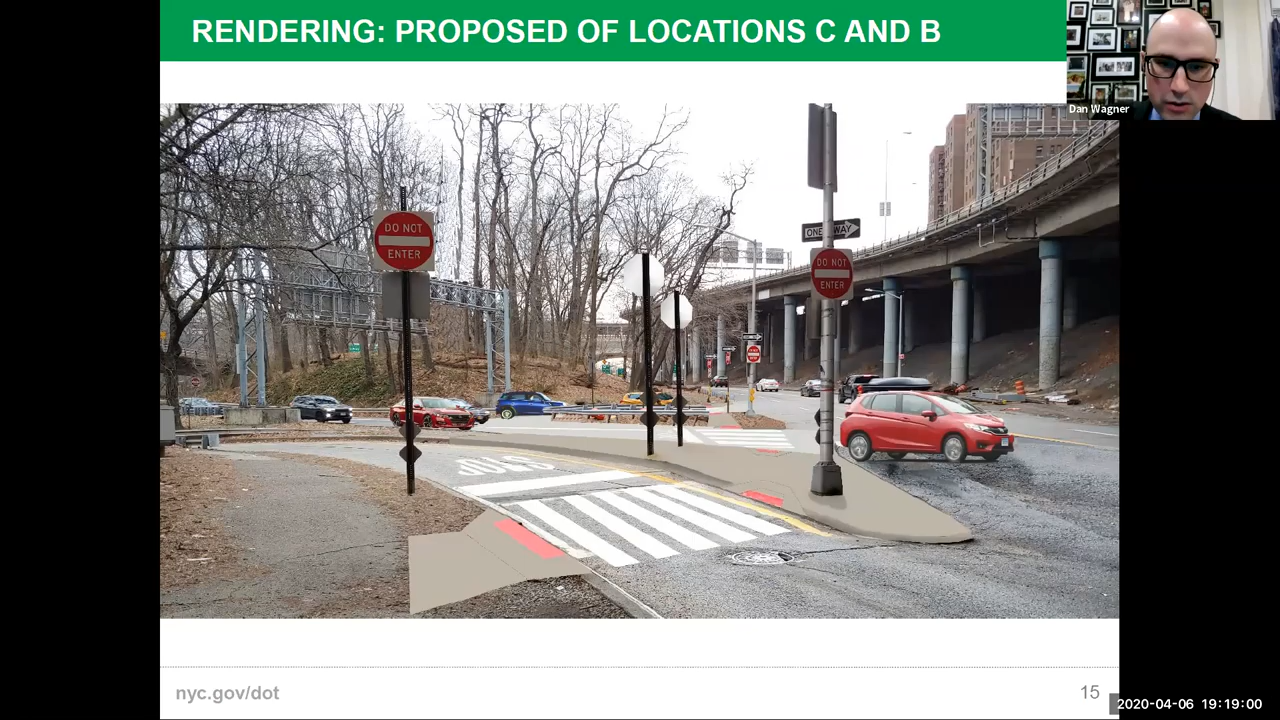 RENDERING: PROPOSED OF LOCATIONS C AND B
Dan Wagner
DO NOT
ENTER
ONE WAY
DO NOT
ENTER
nyc.gov/dot
15
2020-04-06 19:19:00